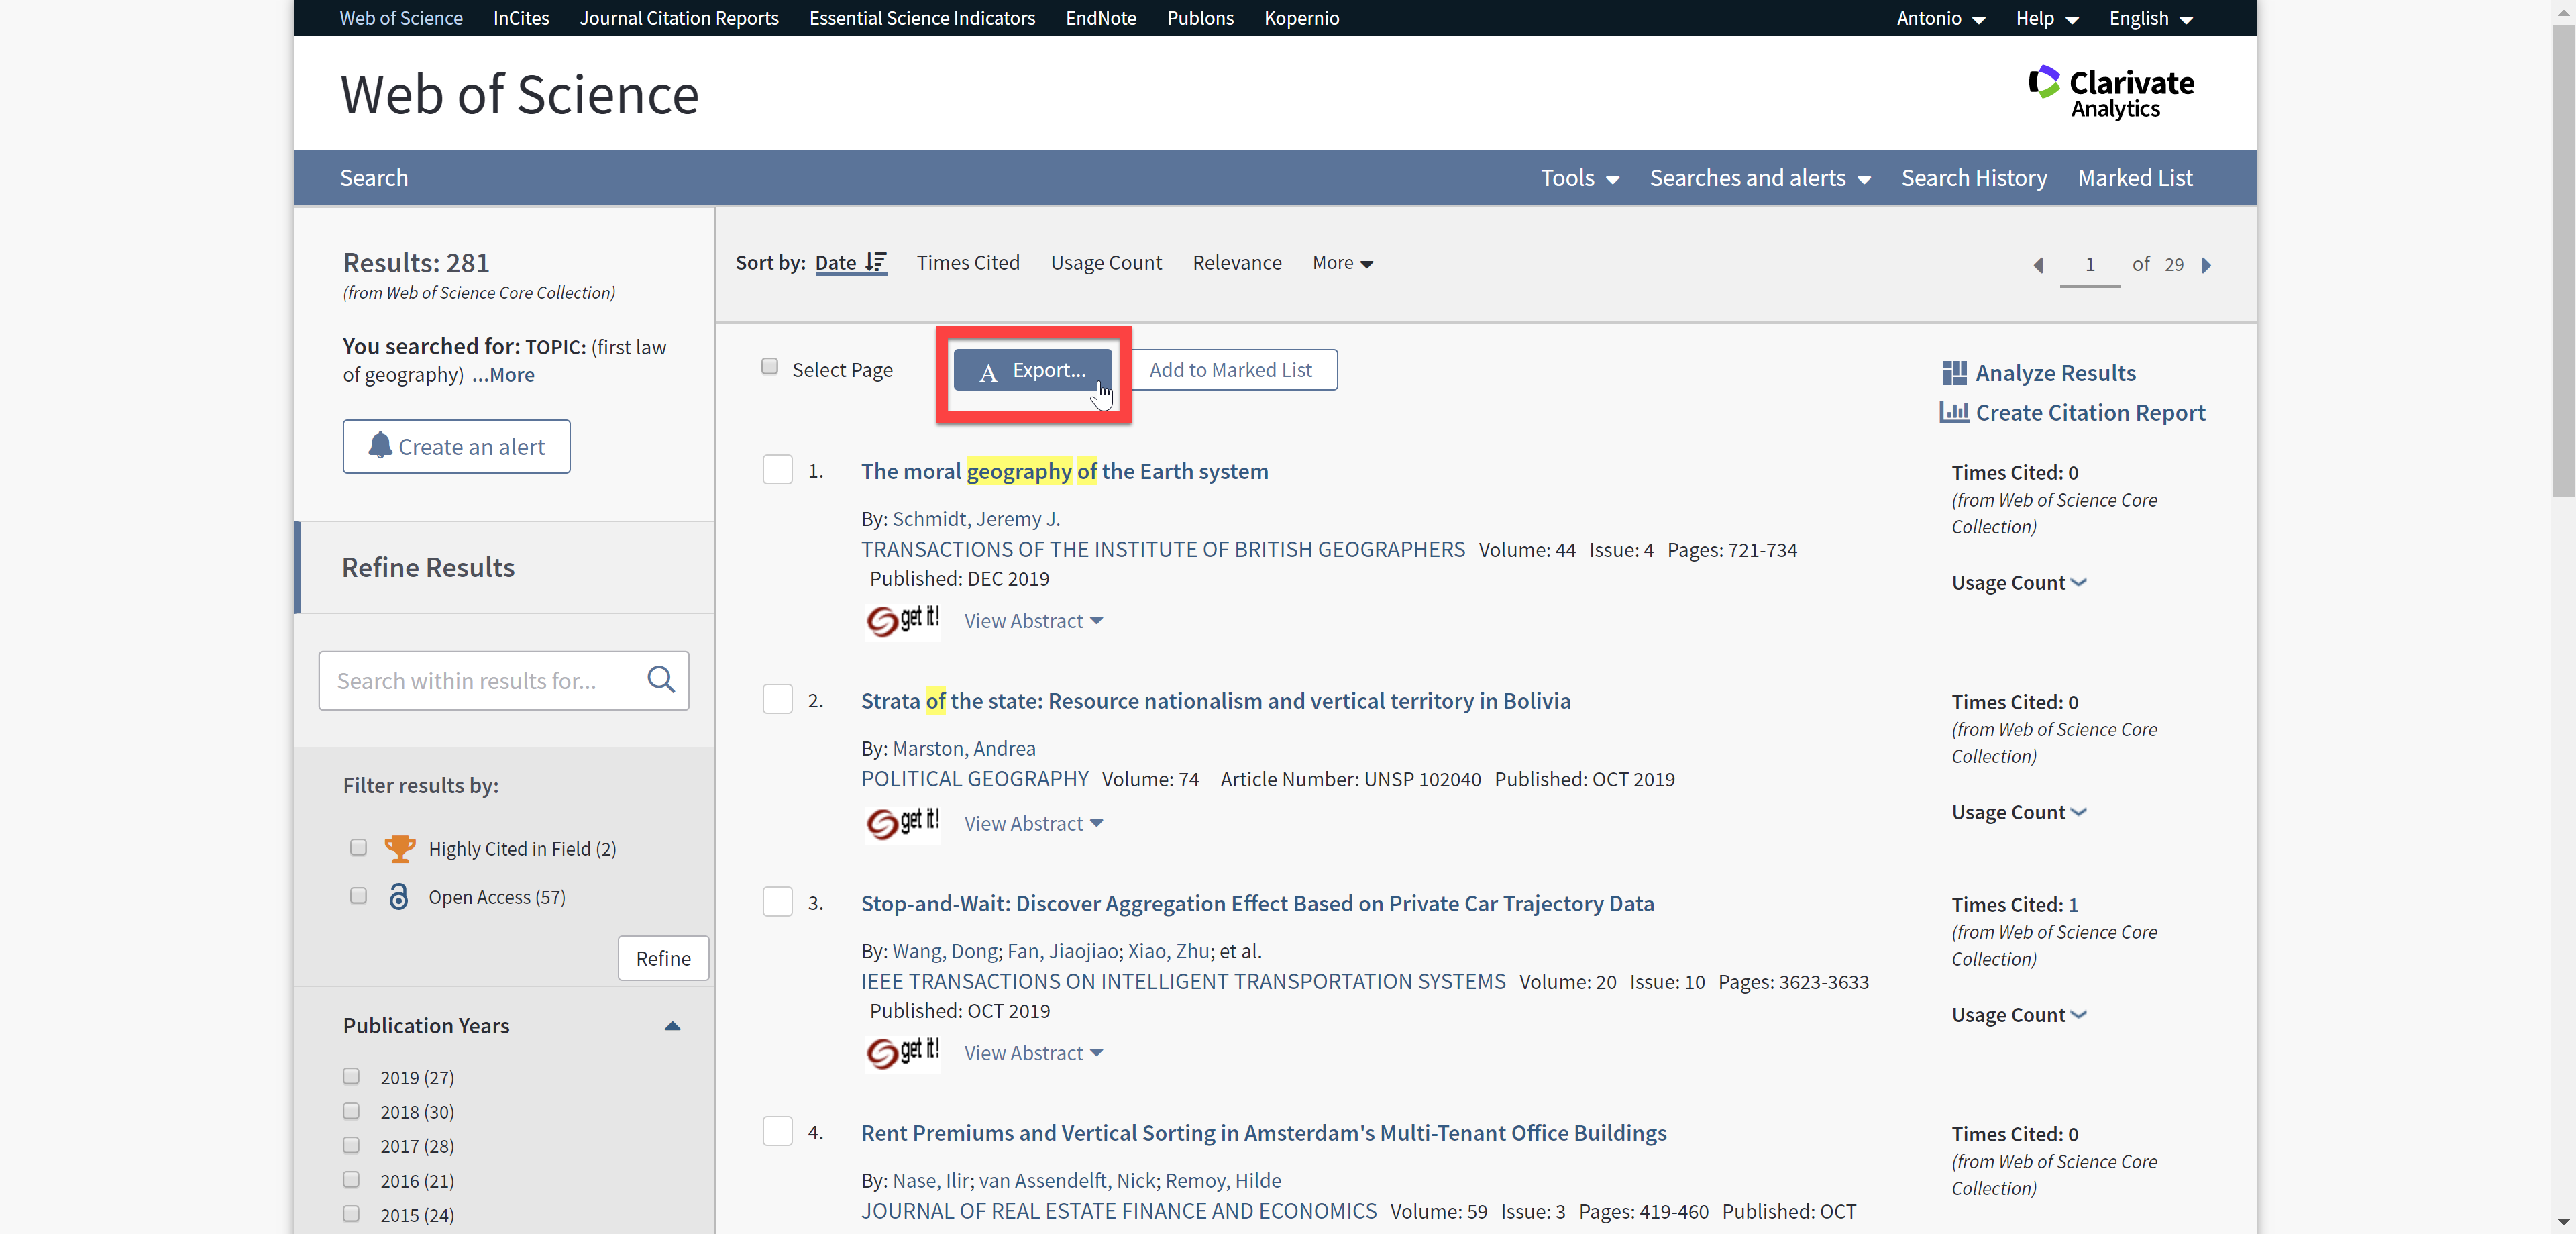 Web of Science InCites Journal Citation Reports Essential Science Indicators EndNote Publons Kopernio Antonio Help English
Web of Science
Clarivate
Analytics
Search Tools Searches and alerts Search History Marked List
Results: 281
(from Web of Science Core Collection)
You searched for: TOPIC: (first law
of geography) ...More
Create an alert
Refine Results
Search within results for...
Filter results by:
Highly Cited in Field (2)
Open Access (57)
Refine
Publication Years
2019 (27)
2018 (30)
2017 (28)
2016 (21)
2015 (24)
Sort by: Date Times Cited Usage Count Relevance More
1 of 29
Select Page A Export... Add to Marked List
Analyze Results
Create Citation Report
1. The moral geography of the Earth system
By: Schmidt, Jeremy J.
TRANSACTIONS OF THE INSTITUTE OF BRITISH GEOGRAPHERS Volume: 44 Issue: 4 Pages: 721-734
Published: DEC 2019
get it! View Abstract
Times Cited: 0
(from Web of Science Core
Collection)
Usage Count
2. Strata of the state: Resource nationalism and vertical territory in Bolivia
By: Marston, Andrea
POLITICAL GEOGRAPHY Volume: 74 Article Number: UNSP 102040 Published: OCT 2019
get it! View Abstract
Times Cited: 0
(from Web of Science Core
Collection)
Usage Count
3. Stop-and-Wait: Discover Aggregation Effect Based on Private Car Trajectory Data
By: Wang, Dong; Fan, Jiaojiao; Xiao, Zhu; et al.
IEEE TRANSACTIONS ON INTELLIGENT TRANSPORTATION SYSTEMS Volume: 20 Issue: 10 Pages: 3623-3633
Published: OCT 2019
get it! View Abstract
Times Cited: 1
(from Web of Science Core
Collection)
Usage Count
4. Rent Premiums and Vertical Sorting in Amsterdam's Multi-Tenant Office Buildings
By: Nase, Ilir; van Assendelft, Nick; Remoy, Hilde
JOURNAL OF REAL ESTATE FINANCE AND ECONOMICS Volume: 59 Issue: 3 Pages: 419-460 Published: OCT
Times Cited: 0
(from Web of Science Core
Collection)